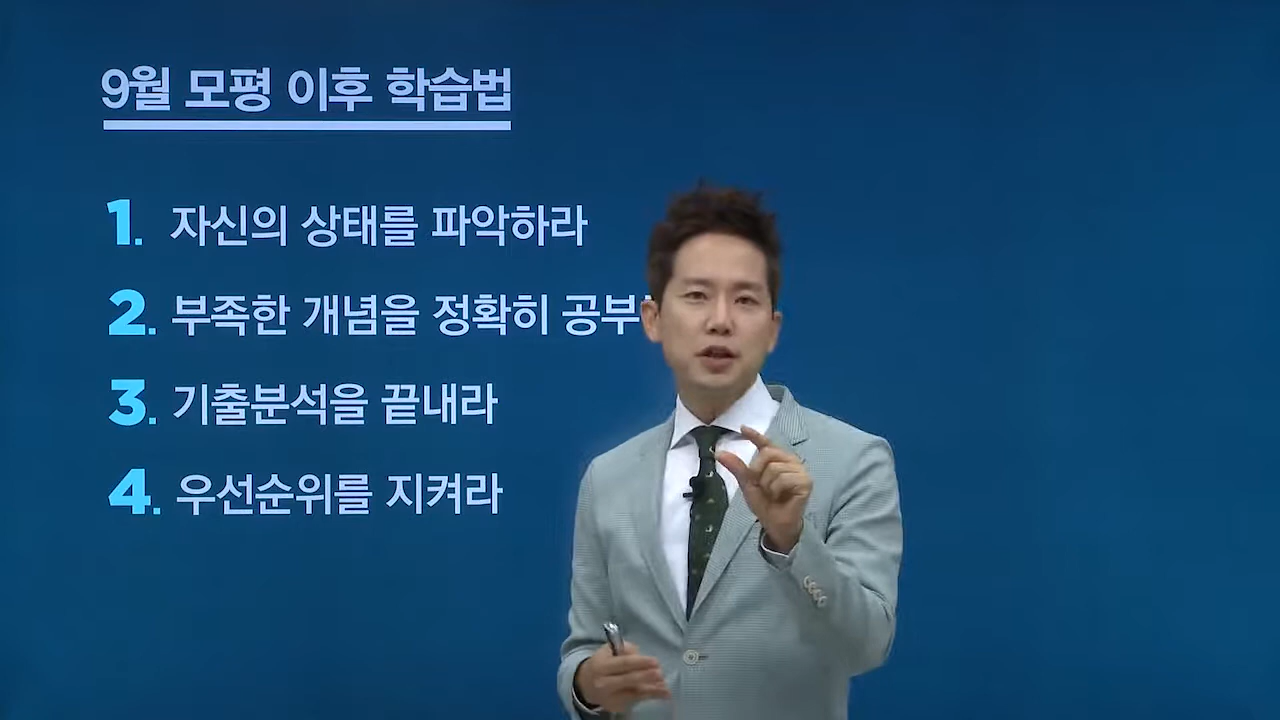 9월 모평 이후 학습법
1. 자신의 상태를 파악하라
2. 부족한 개념을 정확히
3. 기출분석을 끝내라
4. 우선순위를 지켜라